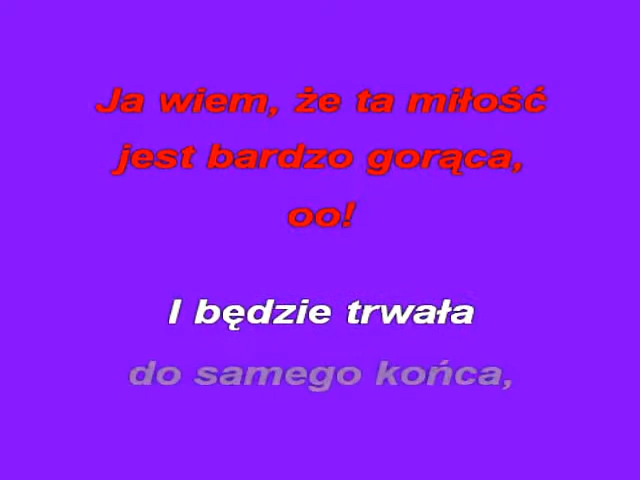 Ja wiem, że ta miłość
jest bardzo gorąca,
oo!
I będzie trwała
do samego końca,